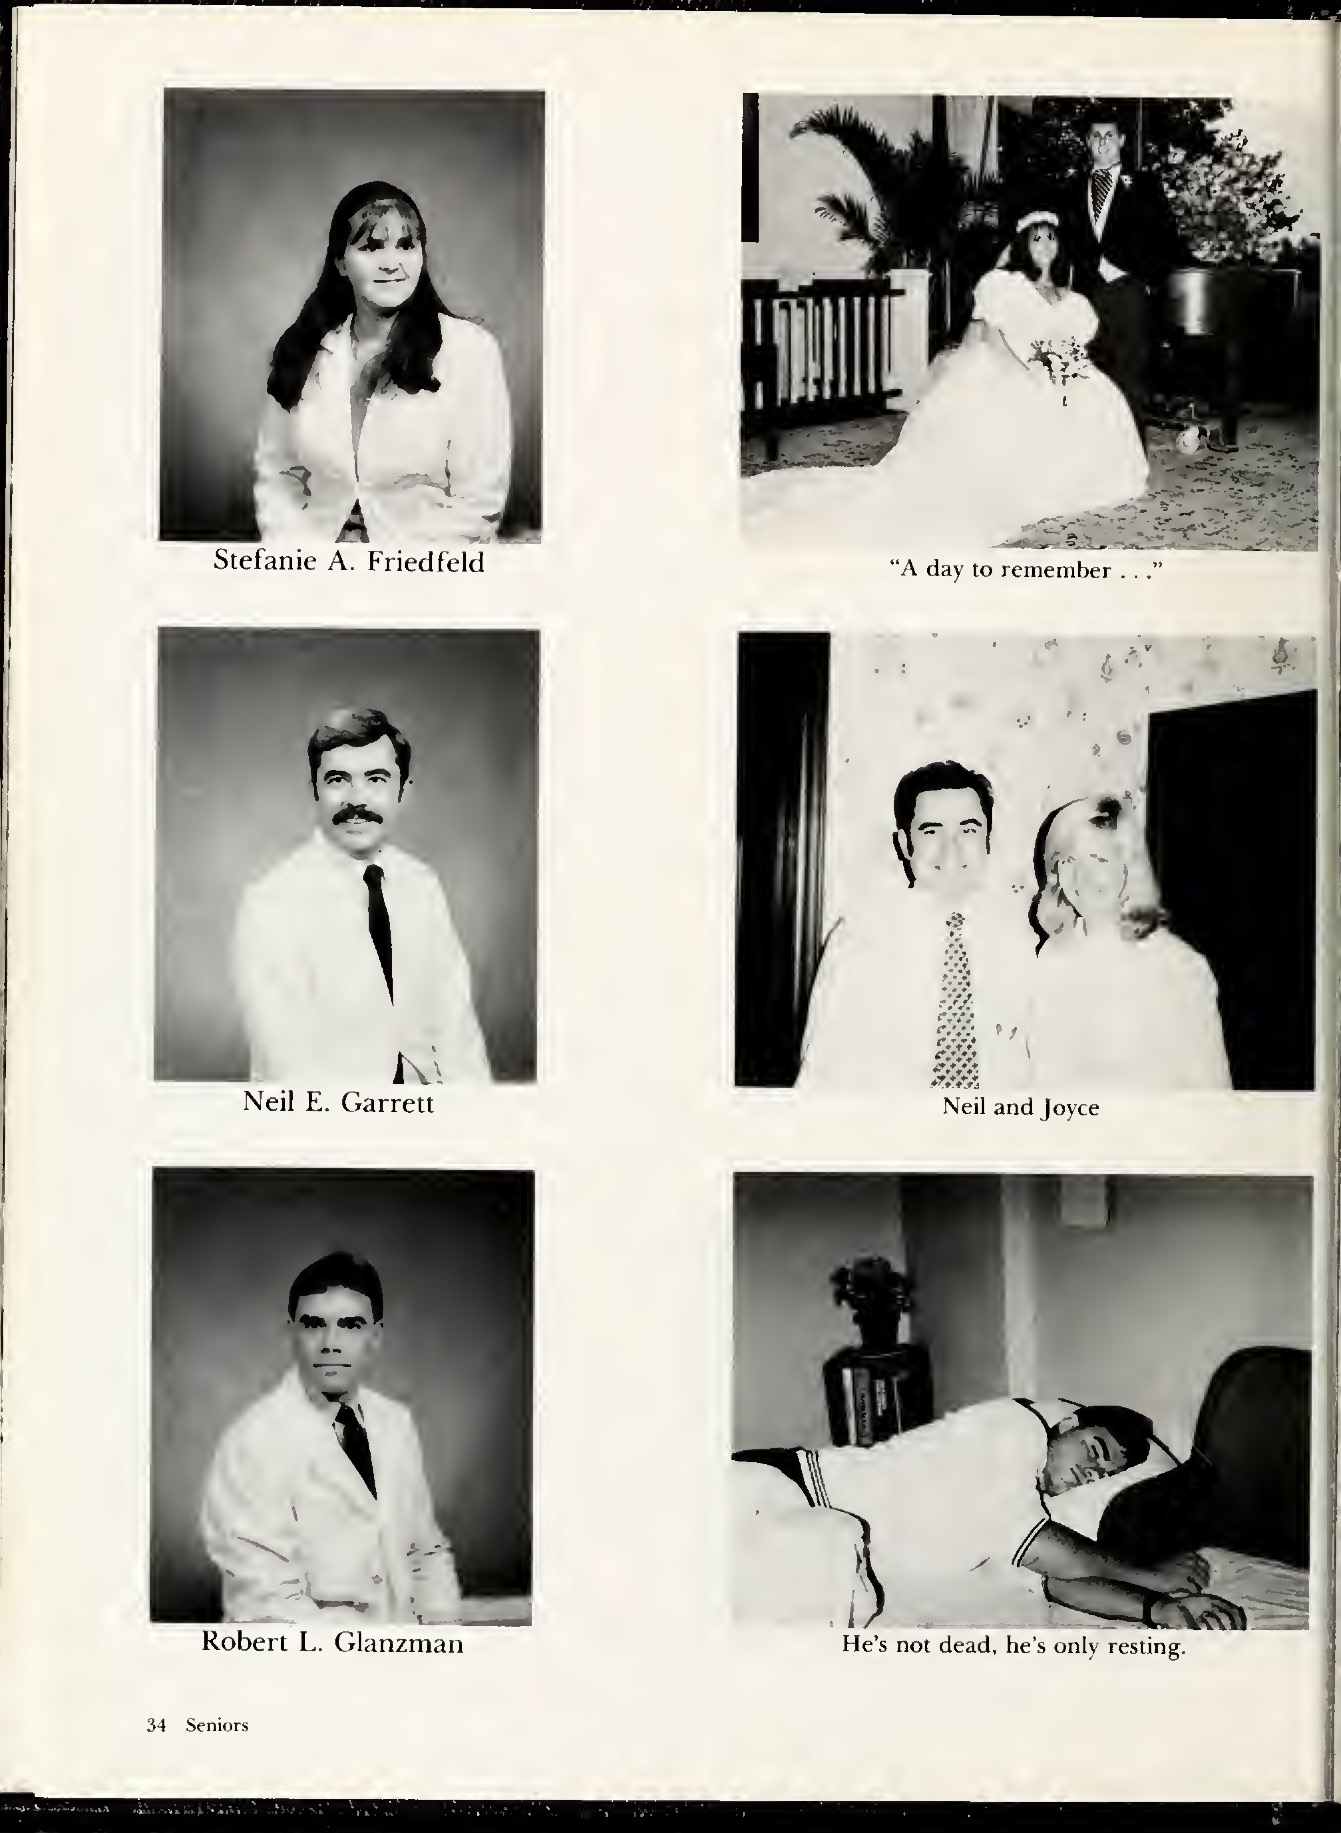 Stefanie A. Friedfeld
"A day to remember . . ."
Neil E. Garrett
Neil and Joyce
Robert L. Glanzman
He's not dead, he's only resting.
34 Seniors